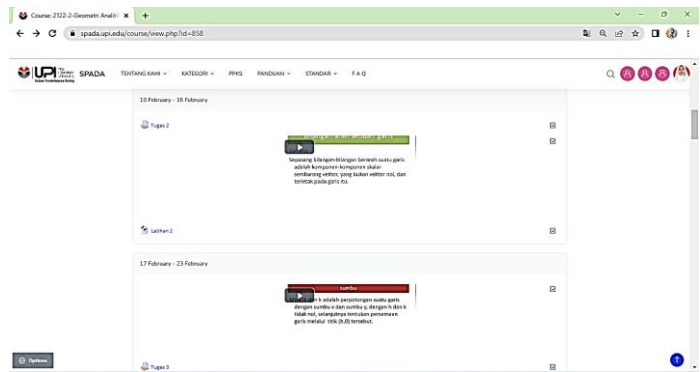 Course: 2122-2-Geometri Analiti
spada.upi.edu/course/view.php?id=858
UPI SPADA TENTANG KAMI KATEGORI PPKS PANDUAN STANDAR F A Q
10 February - 16 February
Tugas 2
Sepasang bilangan-bilangan berarah suatu garis
adalah komponen-komponen skalar
sembarang vektor, yang bukan vektor nol, dan
terletak pada garis itu.
Latihan 2
17 February - 23 February
sumbu
dan k adalah perpotongan suatu garis
dengan sumbu x dan sumbu y, dengan h dan k
tidak nol, selanjutnya tentukan persamaan
garis melalui titik (h,0) tersebut.
Options
Tugas 3